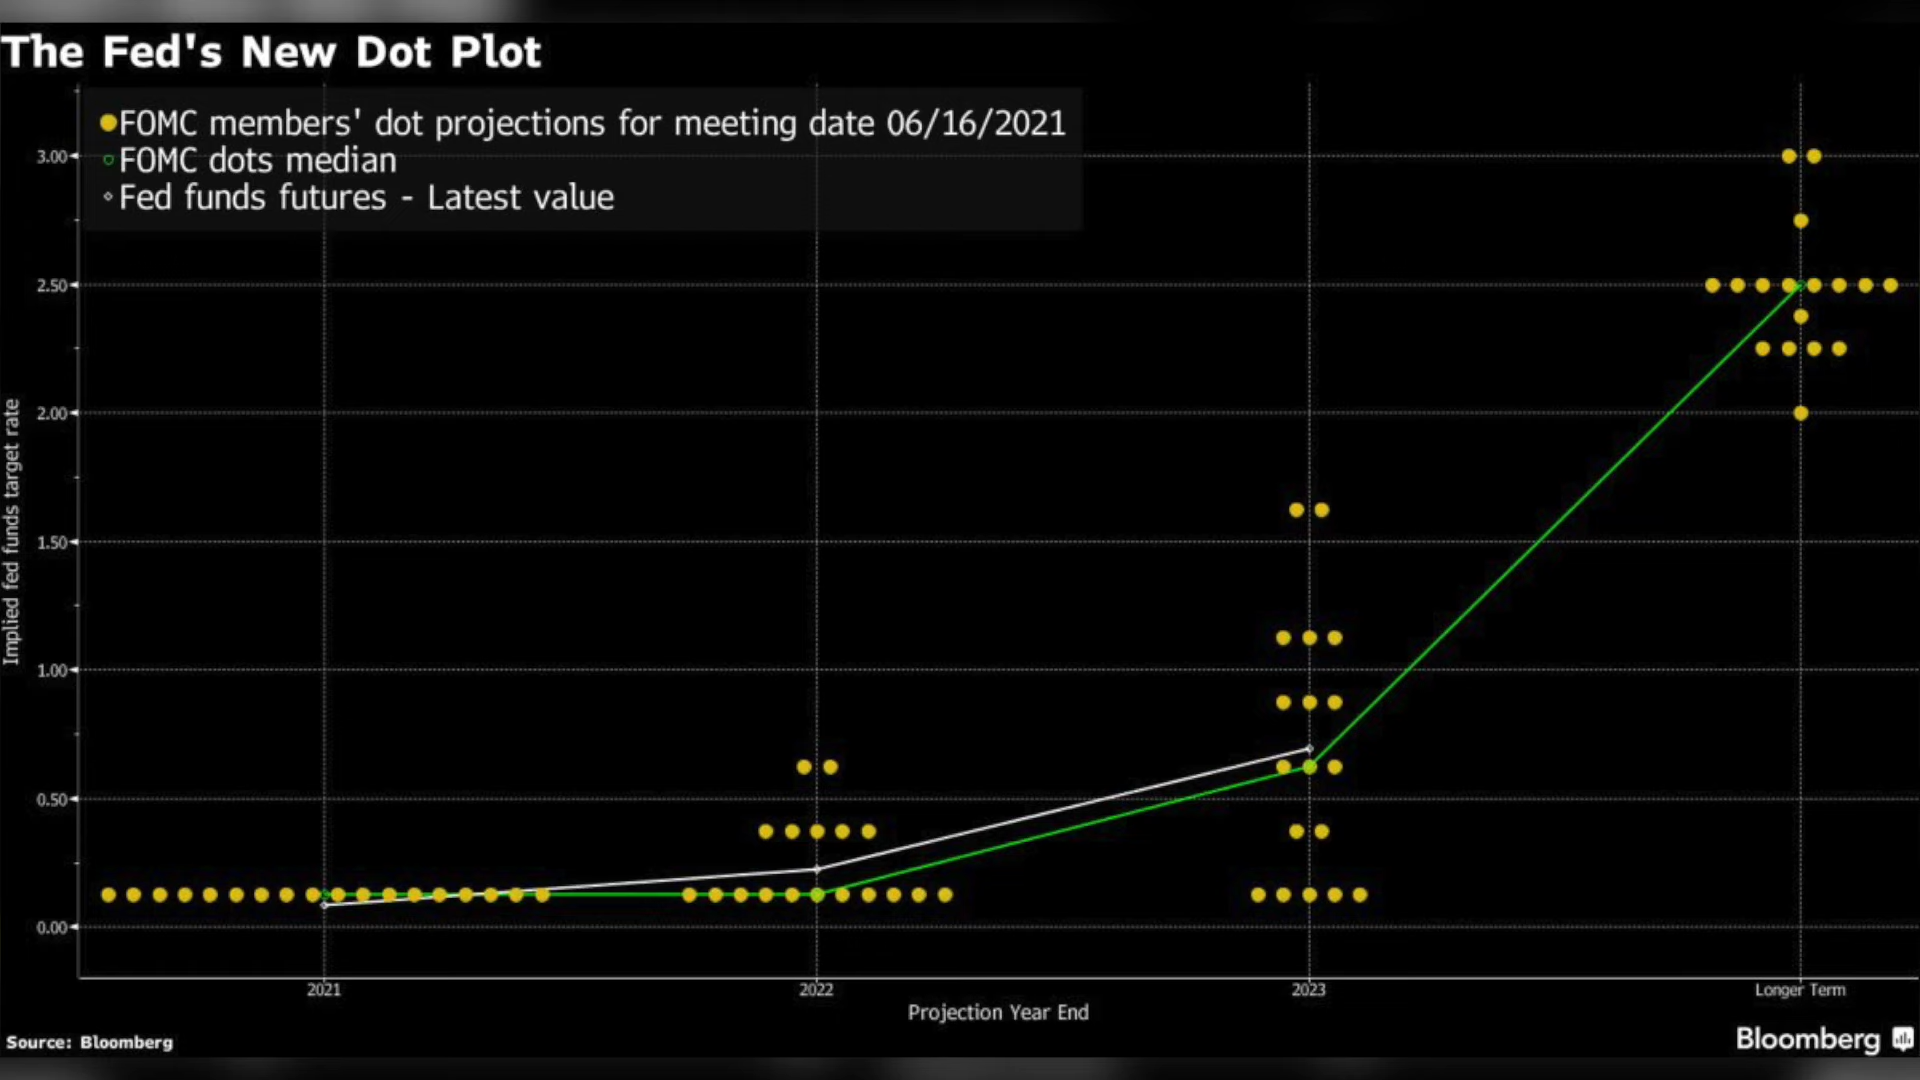 The Fed's New Dot Plot
FOMC members' dot projections for meeting date 06/16/2021
FOMC dots median
Fed funds futures - Latest value
3.00
2.50
2.00
1.50
1.00
0.50
0.00
Implied fed funds target rate
2021
2022
2023
Longer Term
Projection Year End
Source: Bloomberg
Bloomberg